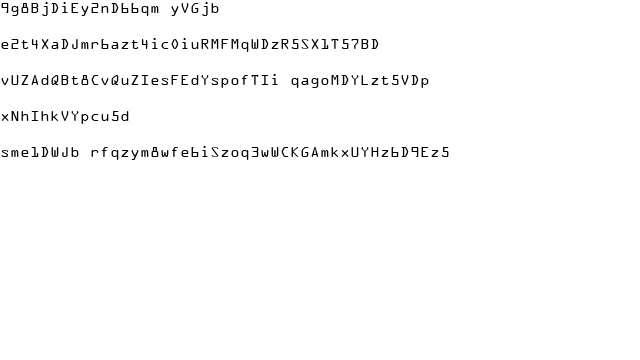 9g8BjDiEy2nD66qm yVGjb
e2t4XaDJmr6azt4ic0iuRMFMqWDzR5SX1T57BD
vUZAdQBt8CvQuZIesFEdYspofTIi qagoMDYLzt5VDp
xNhIhkVYpcu5d
sme1DWJb rfqzym8wfe6iSzoq3wWCKGAmkxUYHz6D9Ez5